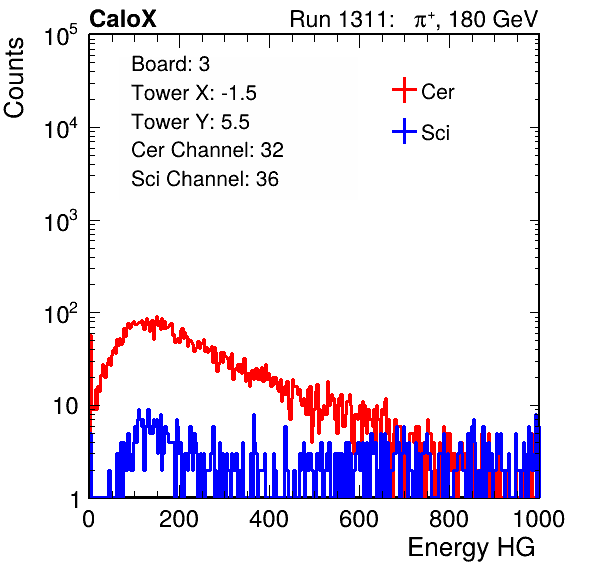 CaloX Run 1311: π⁺, 180 GeV
Counts
10⁵
10⁴
10³
10²
10
1
Board: 3
Tower X: -1.5
Tower Y: 5.5
Cer Channel: 32
Sci Channel: 36
Cer
Sci
0 200 400 600 800 1000
Energy HG